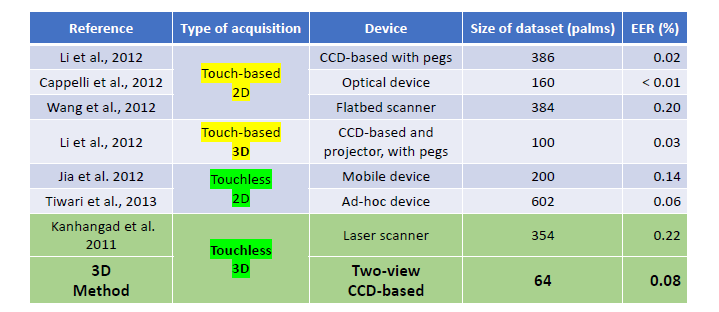 Reference Type of acquisition Device Size of dataset (palms) EER (%)
Li et al., 2012 Touch-based 2D CCD-based with pegs 386 0.02
Cappelli et al., 2012 Optical device 160 < 0.01
Wang et al., 2012 Flatbed scanner 384 0.20
Li et al., 2012 Touch-based 3D CCD-based and projector, with pegs 100 0.03
Jia et al. 2012 Touchless 2D Mobile device 200 0.14
Tiwari et al., 2013 Ad-hoc device 602 0.06
Kanhangad et al. 2011 Touchless 3D Laser scanner 354 0.22
3D Method Two-view CCD-based 64 0.08